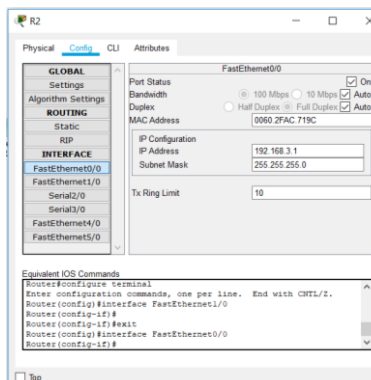 R2
Physical Config CLI Attributes
GLOBAL
Settings
Algorithm Settings
ROUTING
Static
RIP
INTERFACE
FastEthernet0/0
FastEthernet1/0
Serial2/0
Serial3/0
FastEthernet4/0
FastEthernet5/0
FastEthernet0/0
Port Status On
Bandwidth 100 Mbps 10 Mbps Auto
Duplex Half Duplex Full Duplex Auto
MAC Address 0060.2FAC.719C
IP Configuration
IP Address 192.168.3.1
Subnet Mask 255.255.255.0
Tx Ring Limit 10
Equivalent IOS Commands
Router#configure terminal
Enter configuration commands, one per line. End with CNTL/Z.
Router(config)#interface FastEthernet1/0
Router(config-if)#
Router(config-if)#exit
Router(config)#interface FastEthernet0/0
Router(config-if)#
Top